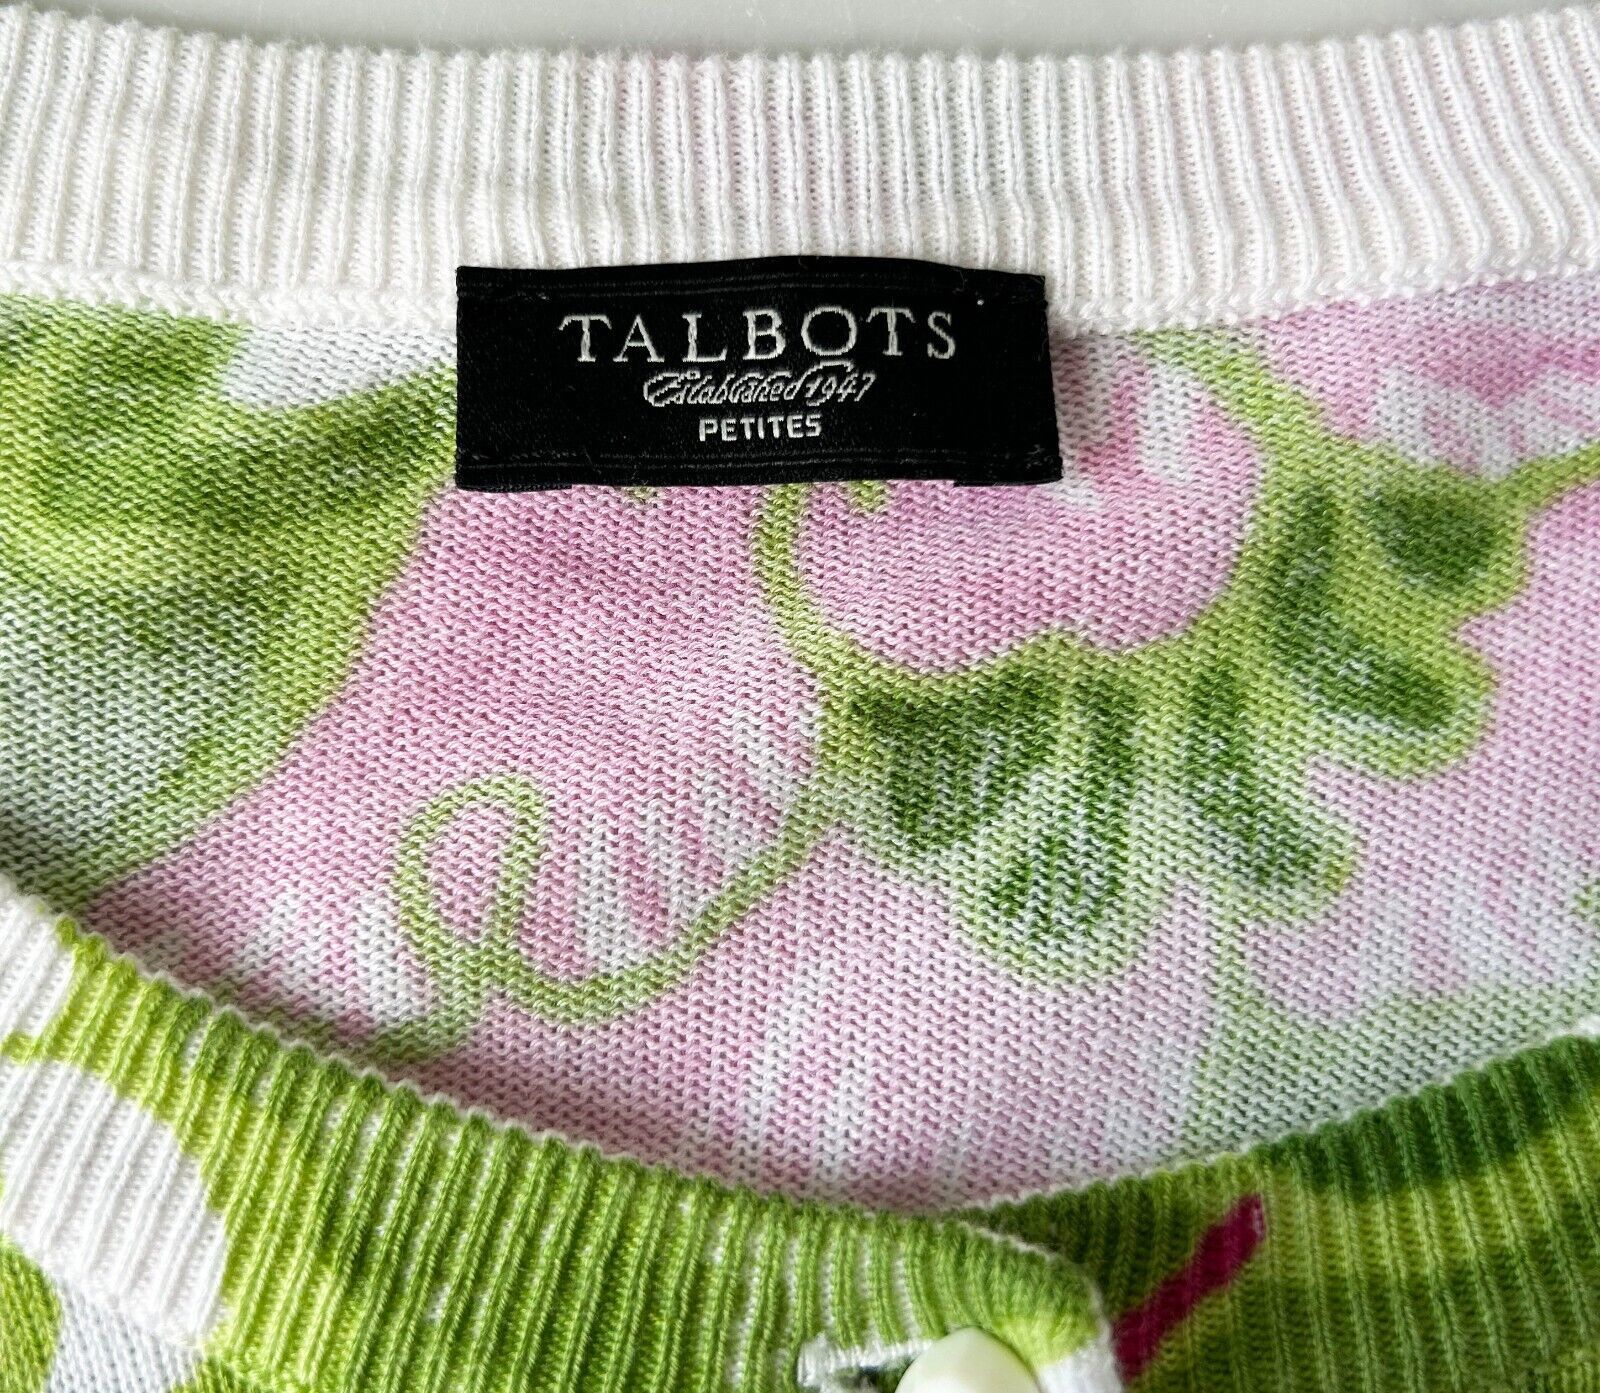 TALBOTS
Established 1947
PETITES